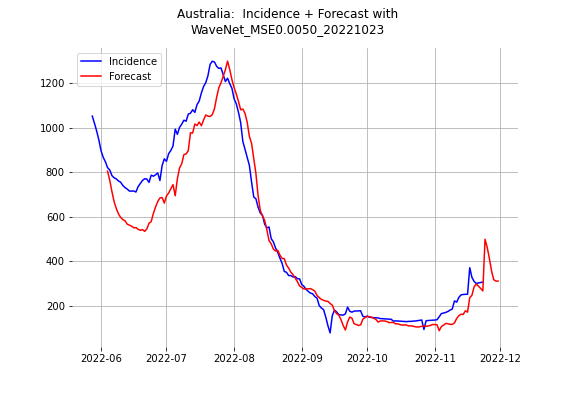 Australia:  Incidence + Forecast with
WaveNet_MSE0.0050_20221023
Incidence
Forecast
1200
1000
800
600
400
200
2022-06 2022-07 2022-08 2022-09 2022-10 2022-11 2022-12